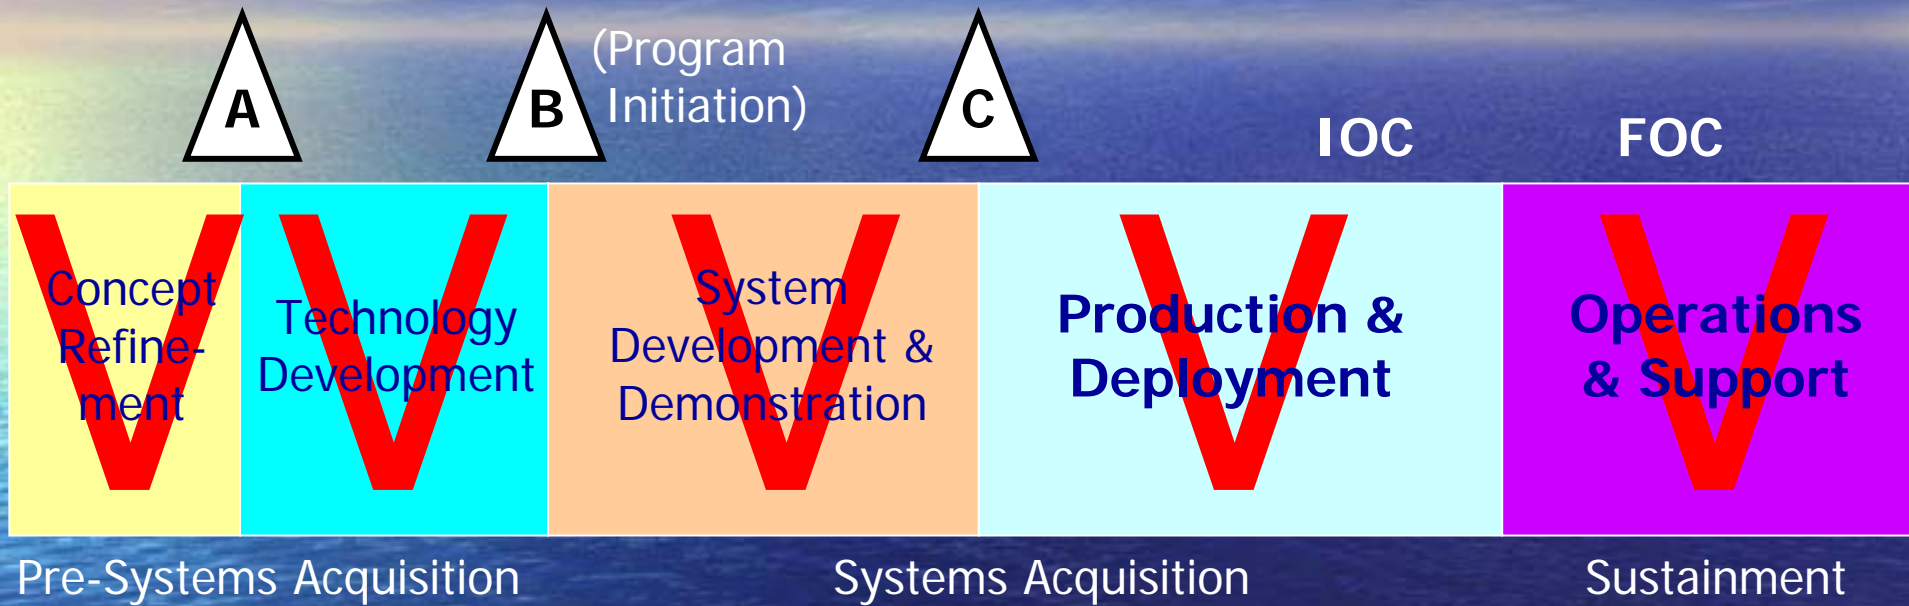 A
B
(Program
Initiation)
C
IOC
FOC
V
Concept
Refine-
ment
V
Technology
Development
V
System
Development &
Demonstration
V
Production &
Deployment
V
Operations
& Support
Pre-Systems Acquisition
Systems Acquisition
Sustainment